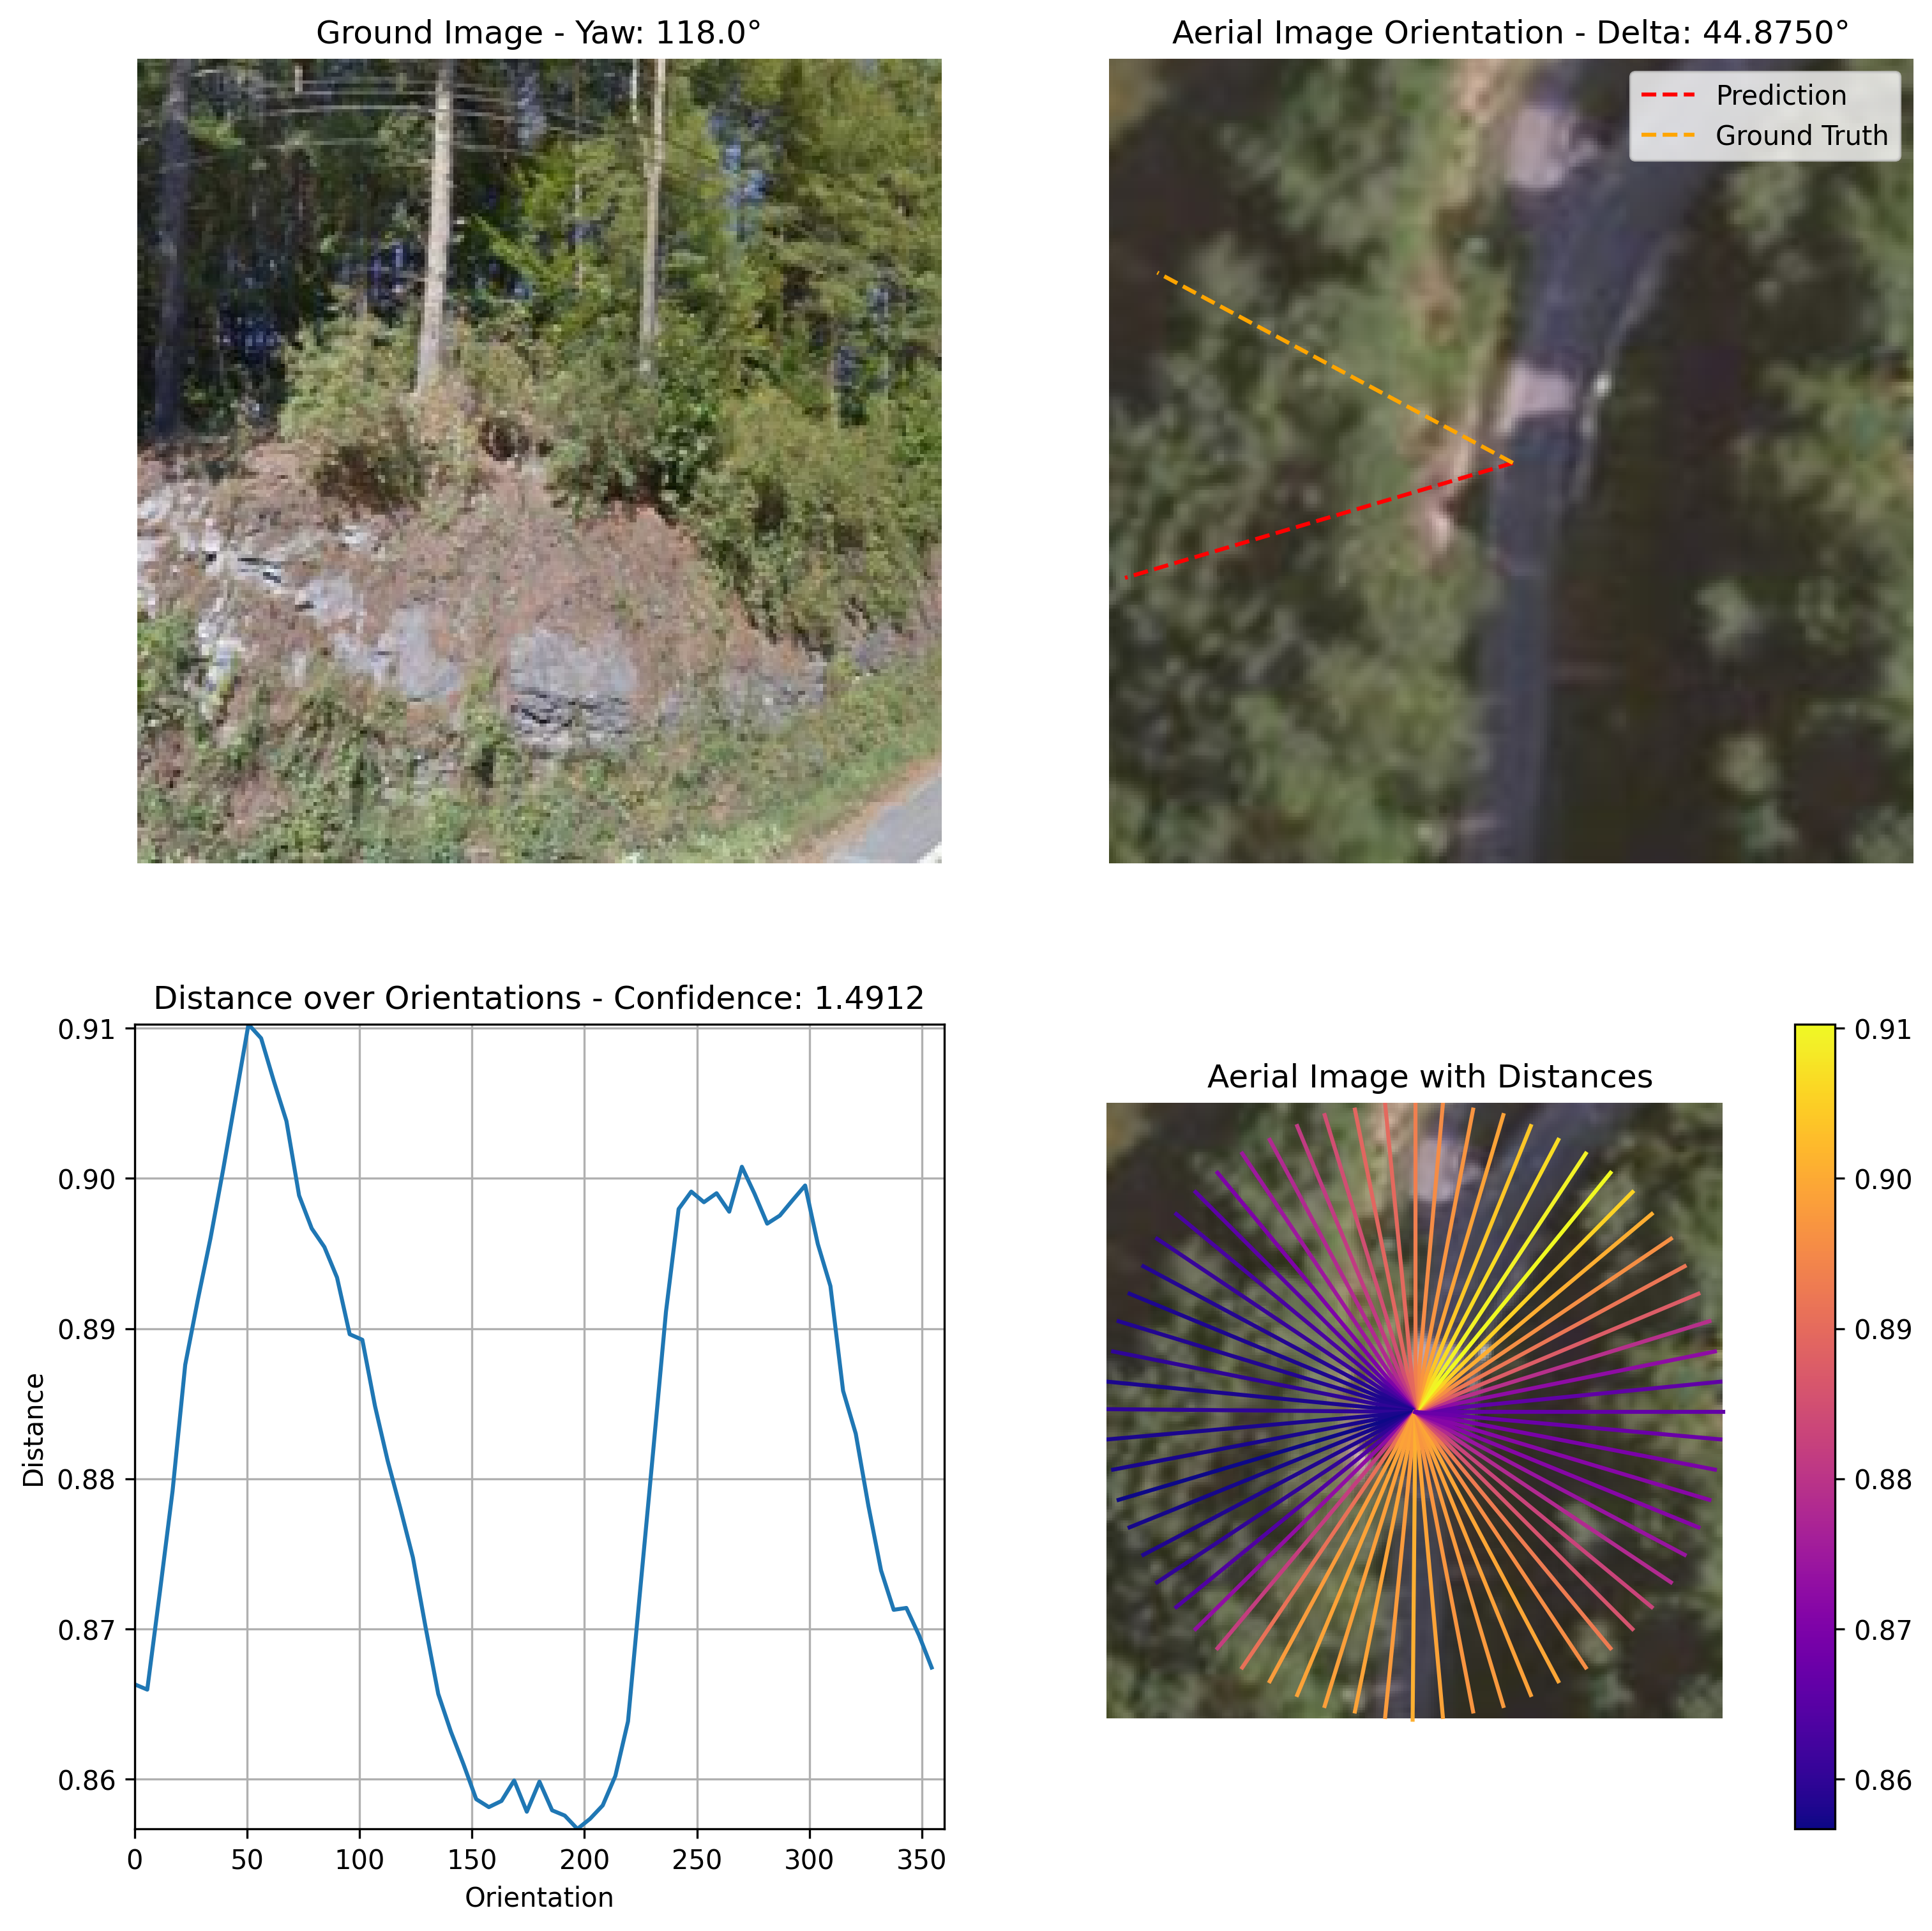 Ground Image - Yaw: 118.0°
Aerial Image Orientation - Delta: 44.8750°
Prediction
Ground Truth
Distance over Orientations - Confidence: 1.4912
0.91
0.90
0.89
0.88
0.87
0.86
Distance
0 50 100 150 200 250 300 350
Orientation
Aerial Image with Distances
0.91
0.90
0.89
0.88
0.87
0.86